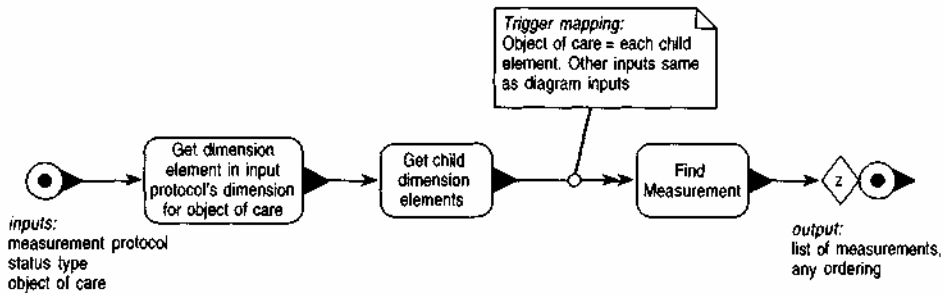 Trigger mapping:
Object of care = each child
element. Other inputs same
as diagram inputs
Get dimension
element in input
protocol's dimension
for object of care
Get child
dimension
elements
Find
Measurement
z
inputs:
measurement protocol
status type
object of care
output:
list of measurements,
any ordering